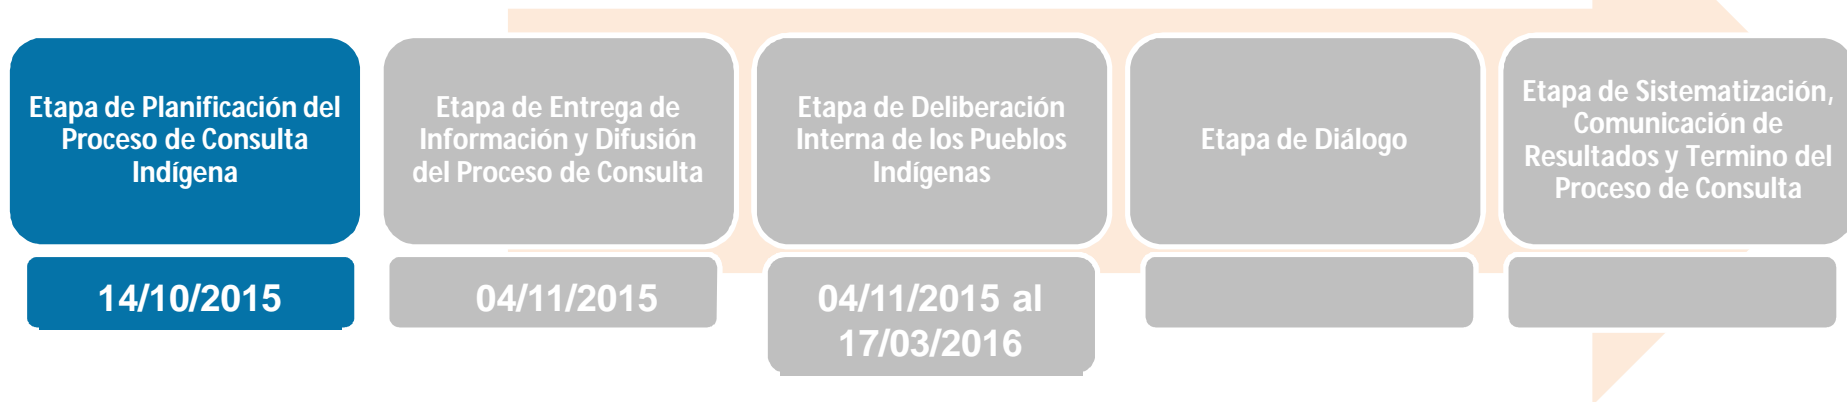 Etapa de Planificación del
Proceso de Consulta
Indígena
14/10/2015
Etapa de Entrega de
Información y Difusión
del Proceso de Consulta
04/11/2015
Etapa de Deliberación
Interna de los Pueblos
Indígenas
04/11/2015 al
17/03/2016
Etapa de Diálogo
Etapa de Sistematización,
Comunicación de
Resultados y Termino del
Proceso de Consulta